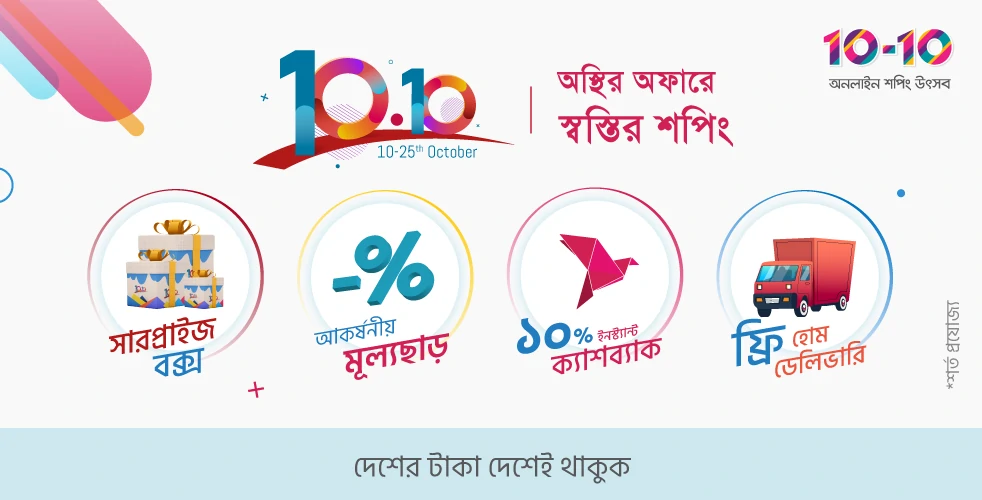 10-10
অনলাইন শপিং উৎসব
10.10
10-25th October
অস্থির অফারে
স্বস্তির শপিং
সারপ্রাইজ
বক্স
-%
আকর্ষনীয়
মূল্যছাড়
১০% ইনস্ট্যান্ট
ক্যাশব্যাক
ফ্রি হোম
ডেলিভারি
*শর্ত প্রযোজ্য
দেশের টাকা দেশেই থাকুক